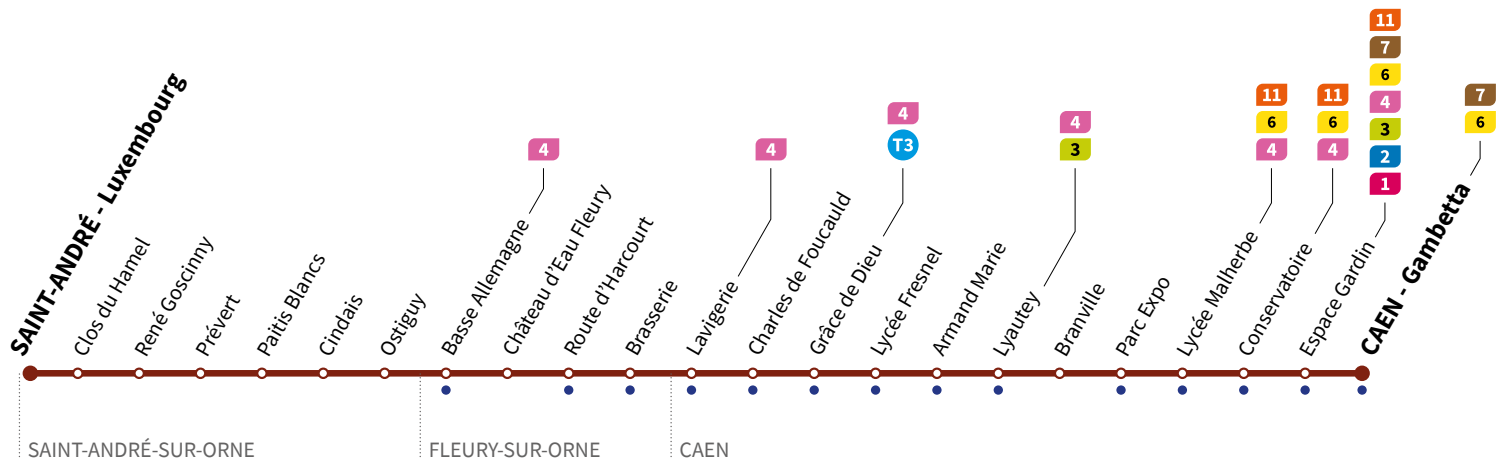 SAINT-ANDRÉ - Luxembourg
Clos du Hamel
René Goscinny
Prévert
Paitis Blancs
Cindais
Ostiguy
Basse Allemagne
4
Château d'Eau Fleury
Route d'Harcourt
Brasserie
Lavigerie
4
Charles de Foucauld
Grâce de Dieu
4
T3
Lycée Fresnel
Armand Marie
Lyautey
4
3
Branville
Parc Expo
Lycée Malherbe
11
6
4
Conservatoire
11
6
4
Espace Gardin
11
7
6
4
3
2
1
CAEN - Gambetta
7
6
SAINT-ANDRÉ-SUR-ORNE
FLEURY-SUR-ORNE
CAEN